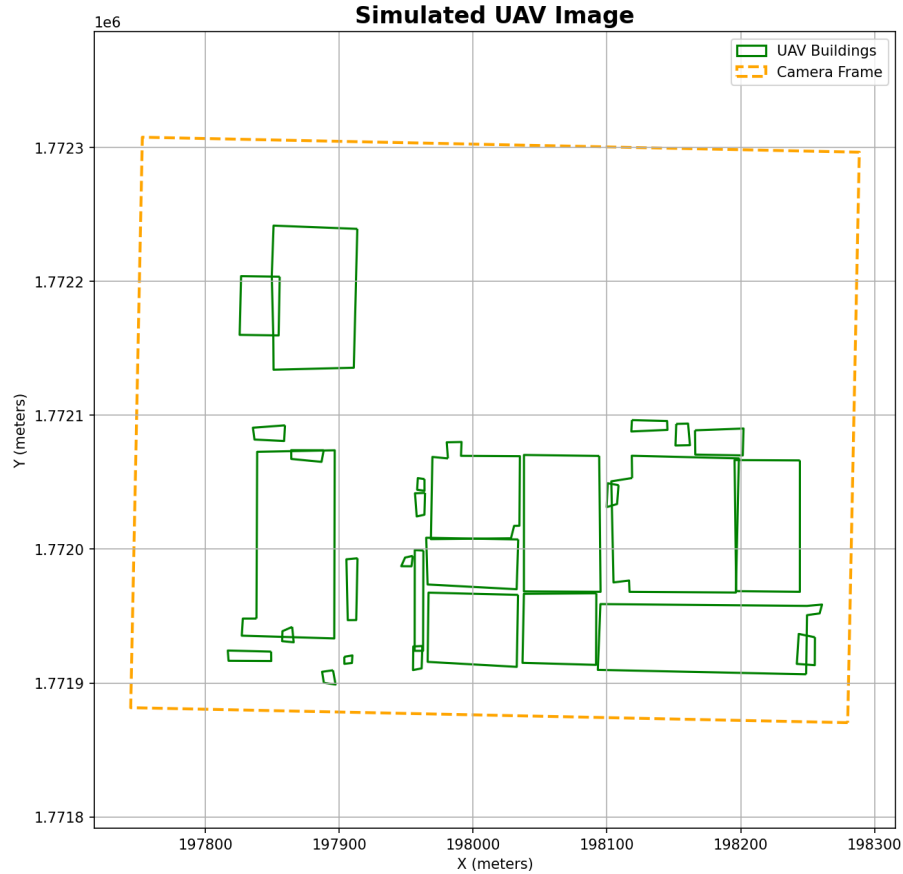 Simulated UAV Image
1e6
UAV Buildings
Camera Frame
1.7723
1.7722
1.7721
1.7720
1.7719
1.7718
Y (meters)
197800 197900 198000 198100 198200 198300
X (meters)